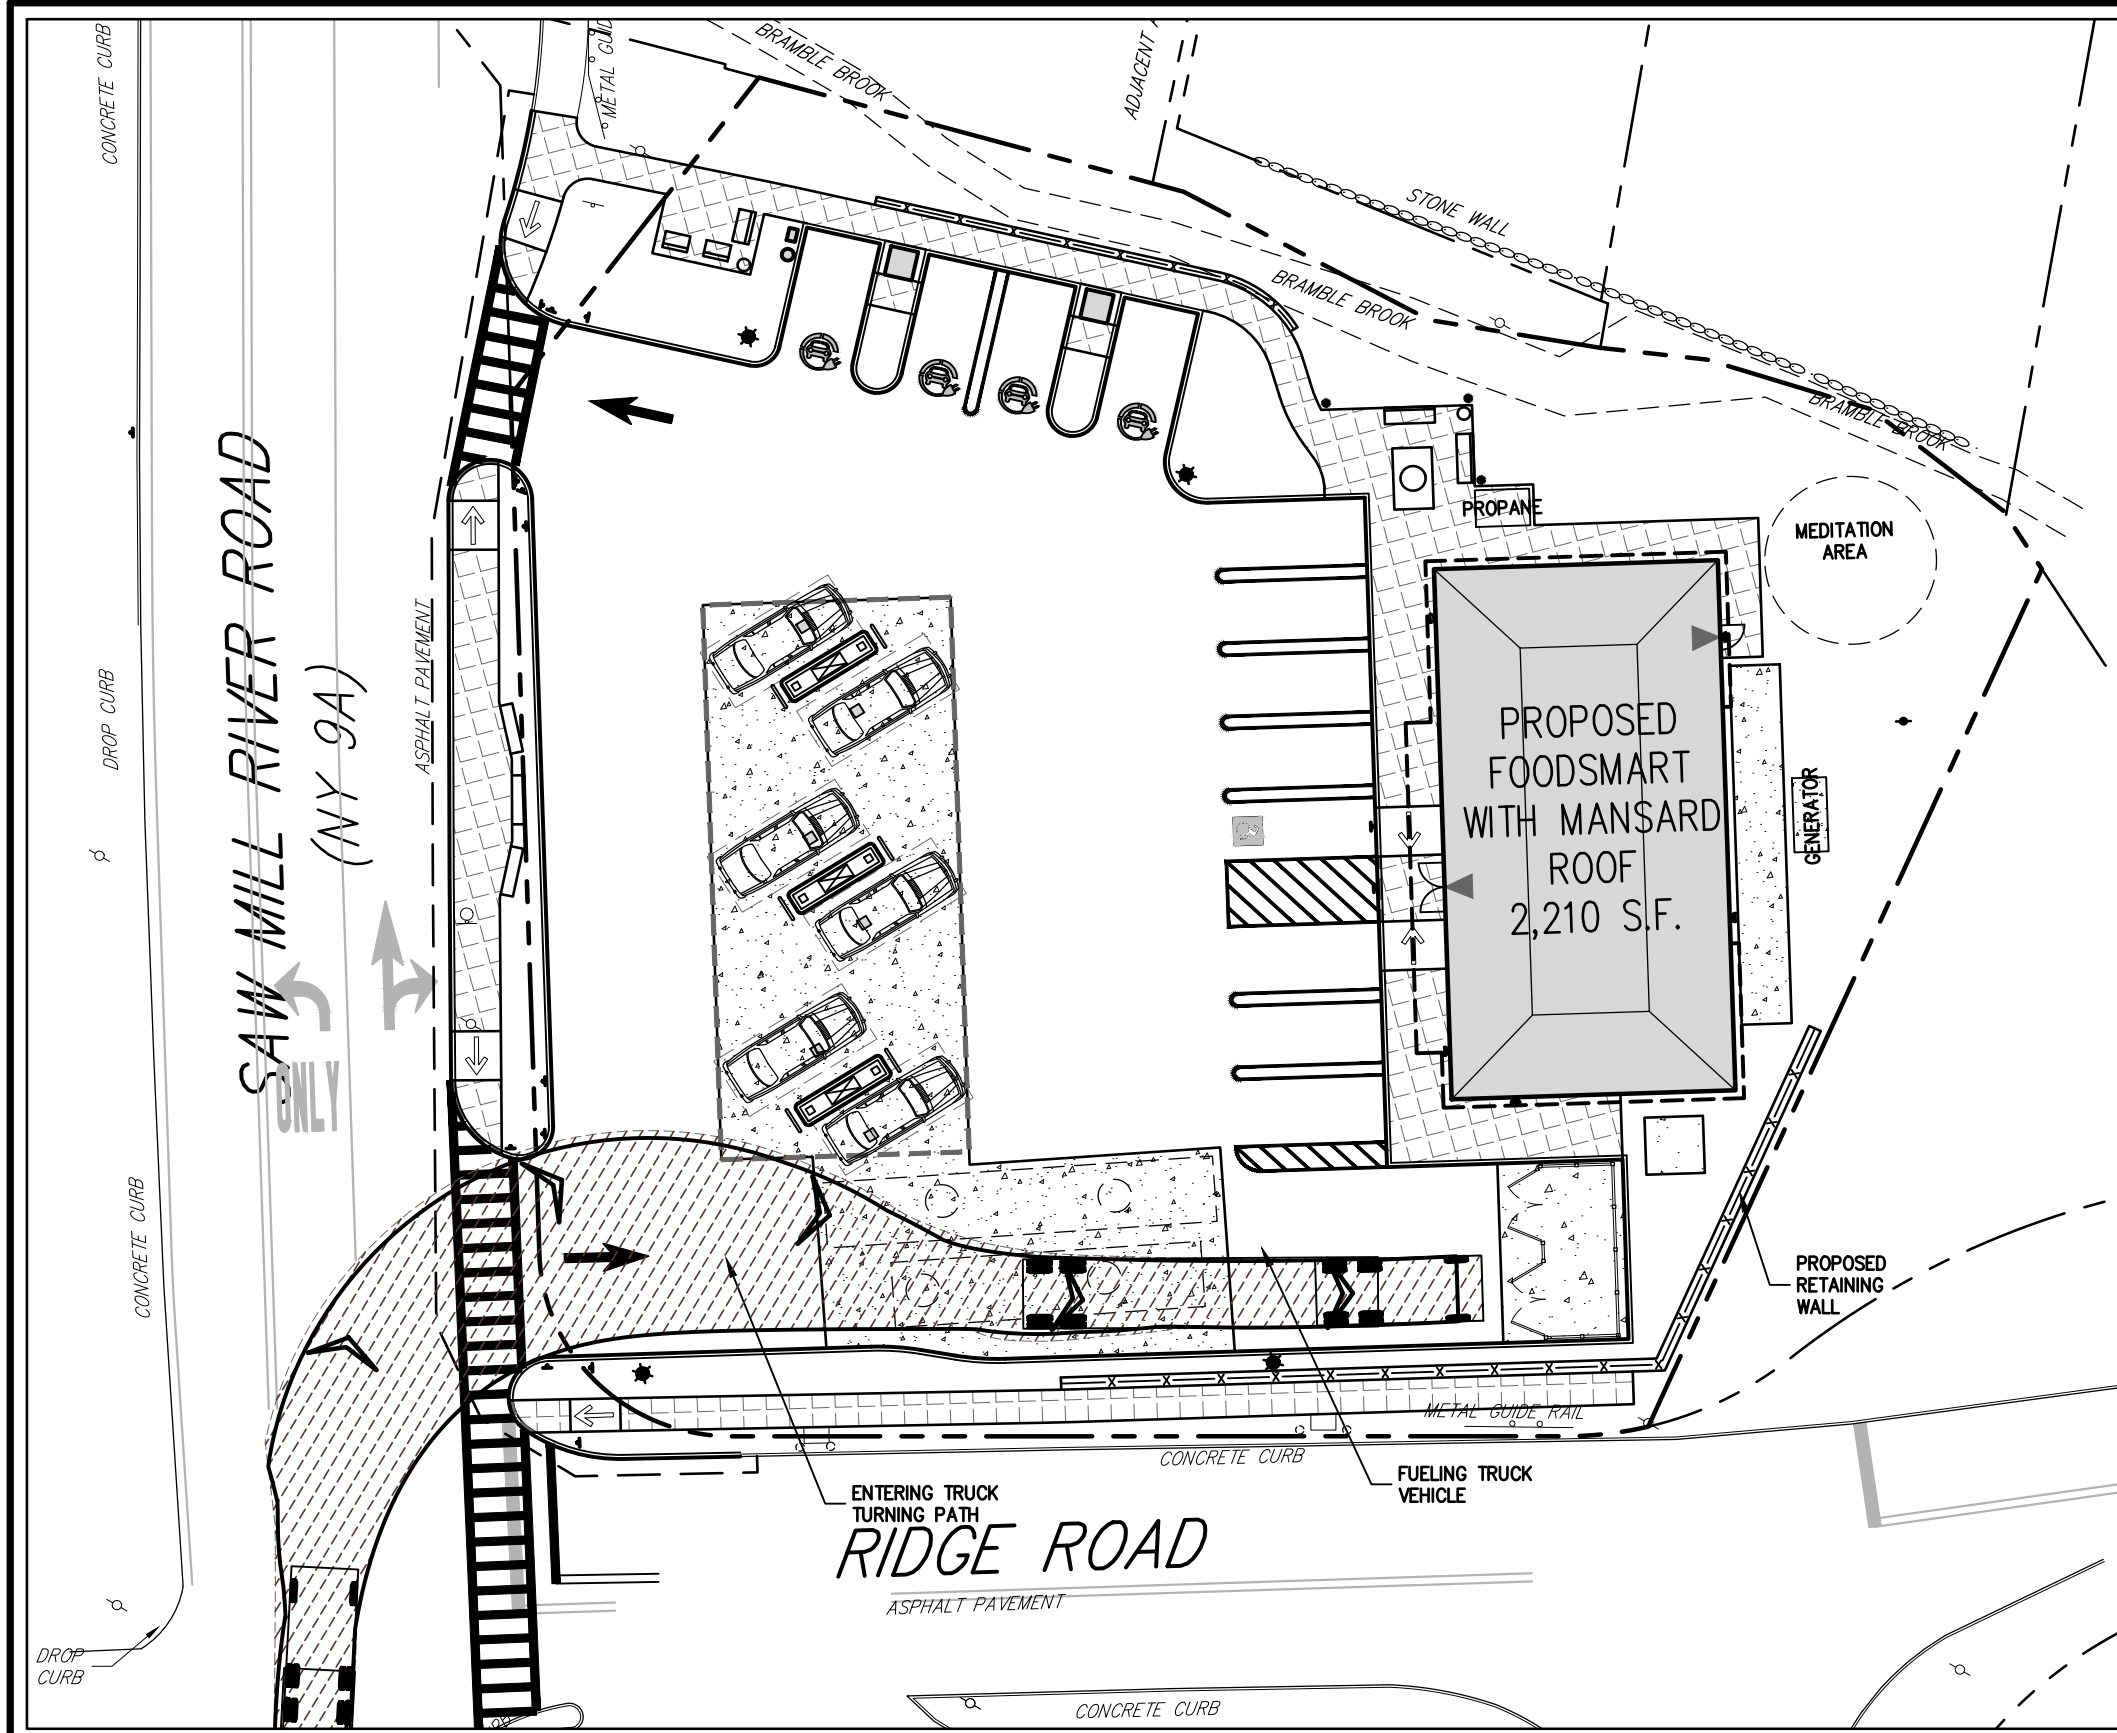 CONCRETE CURB
METAL GUID
BRAMBLE BROOK
ADJACENT
STONE WALL
BRAMBLE BROOK
BRAMBLE BROOK
PROPANE
MEDITATION
AREA
SAW MILL RIVER ROAD
(NY 9A)
ASPHALT PAVEMENT
DROP CURB
PROPOSED
FOODSMART
WITH MANSARD
ROOF
2,210 S.F.
GENERATOR
ONLY
CONCRETE CURB
PROPOSED
RETAINING
WALL
METAL GUIDE RAIL
CONCRETE CURB
ENTERING TRUCK
TURNING PATH
FUELING TRUCK
VEHICLE
RIDGE ROAD
ASPHALT PAVEMENT
DROP
CURB
CONCRETE CURB